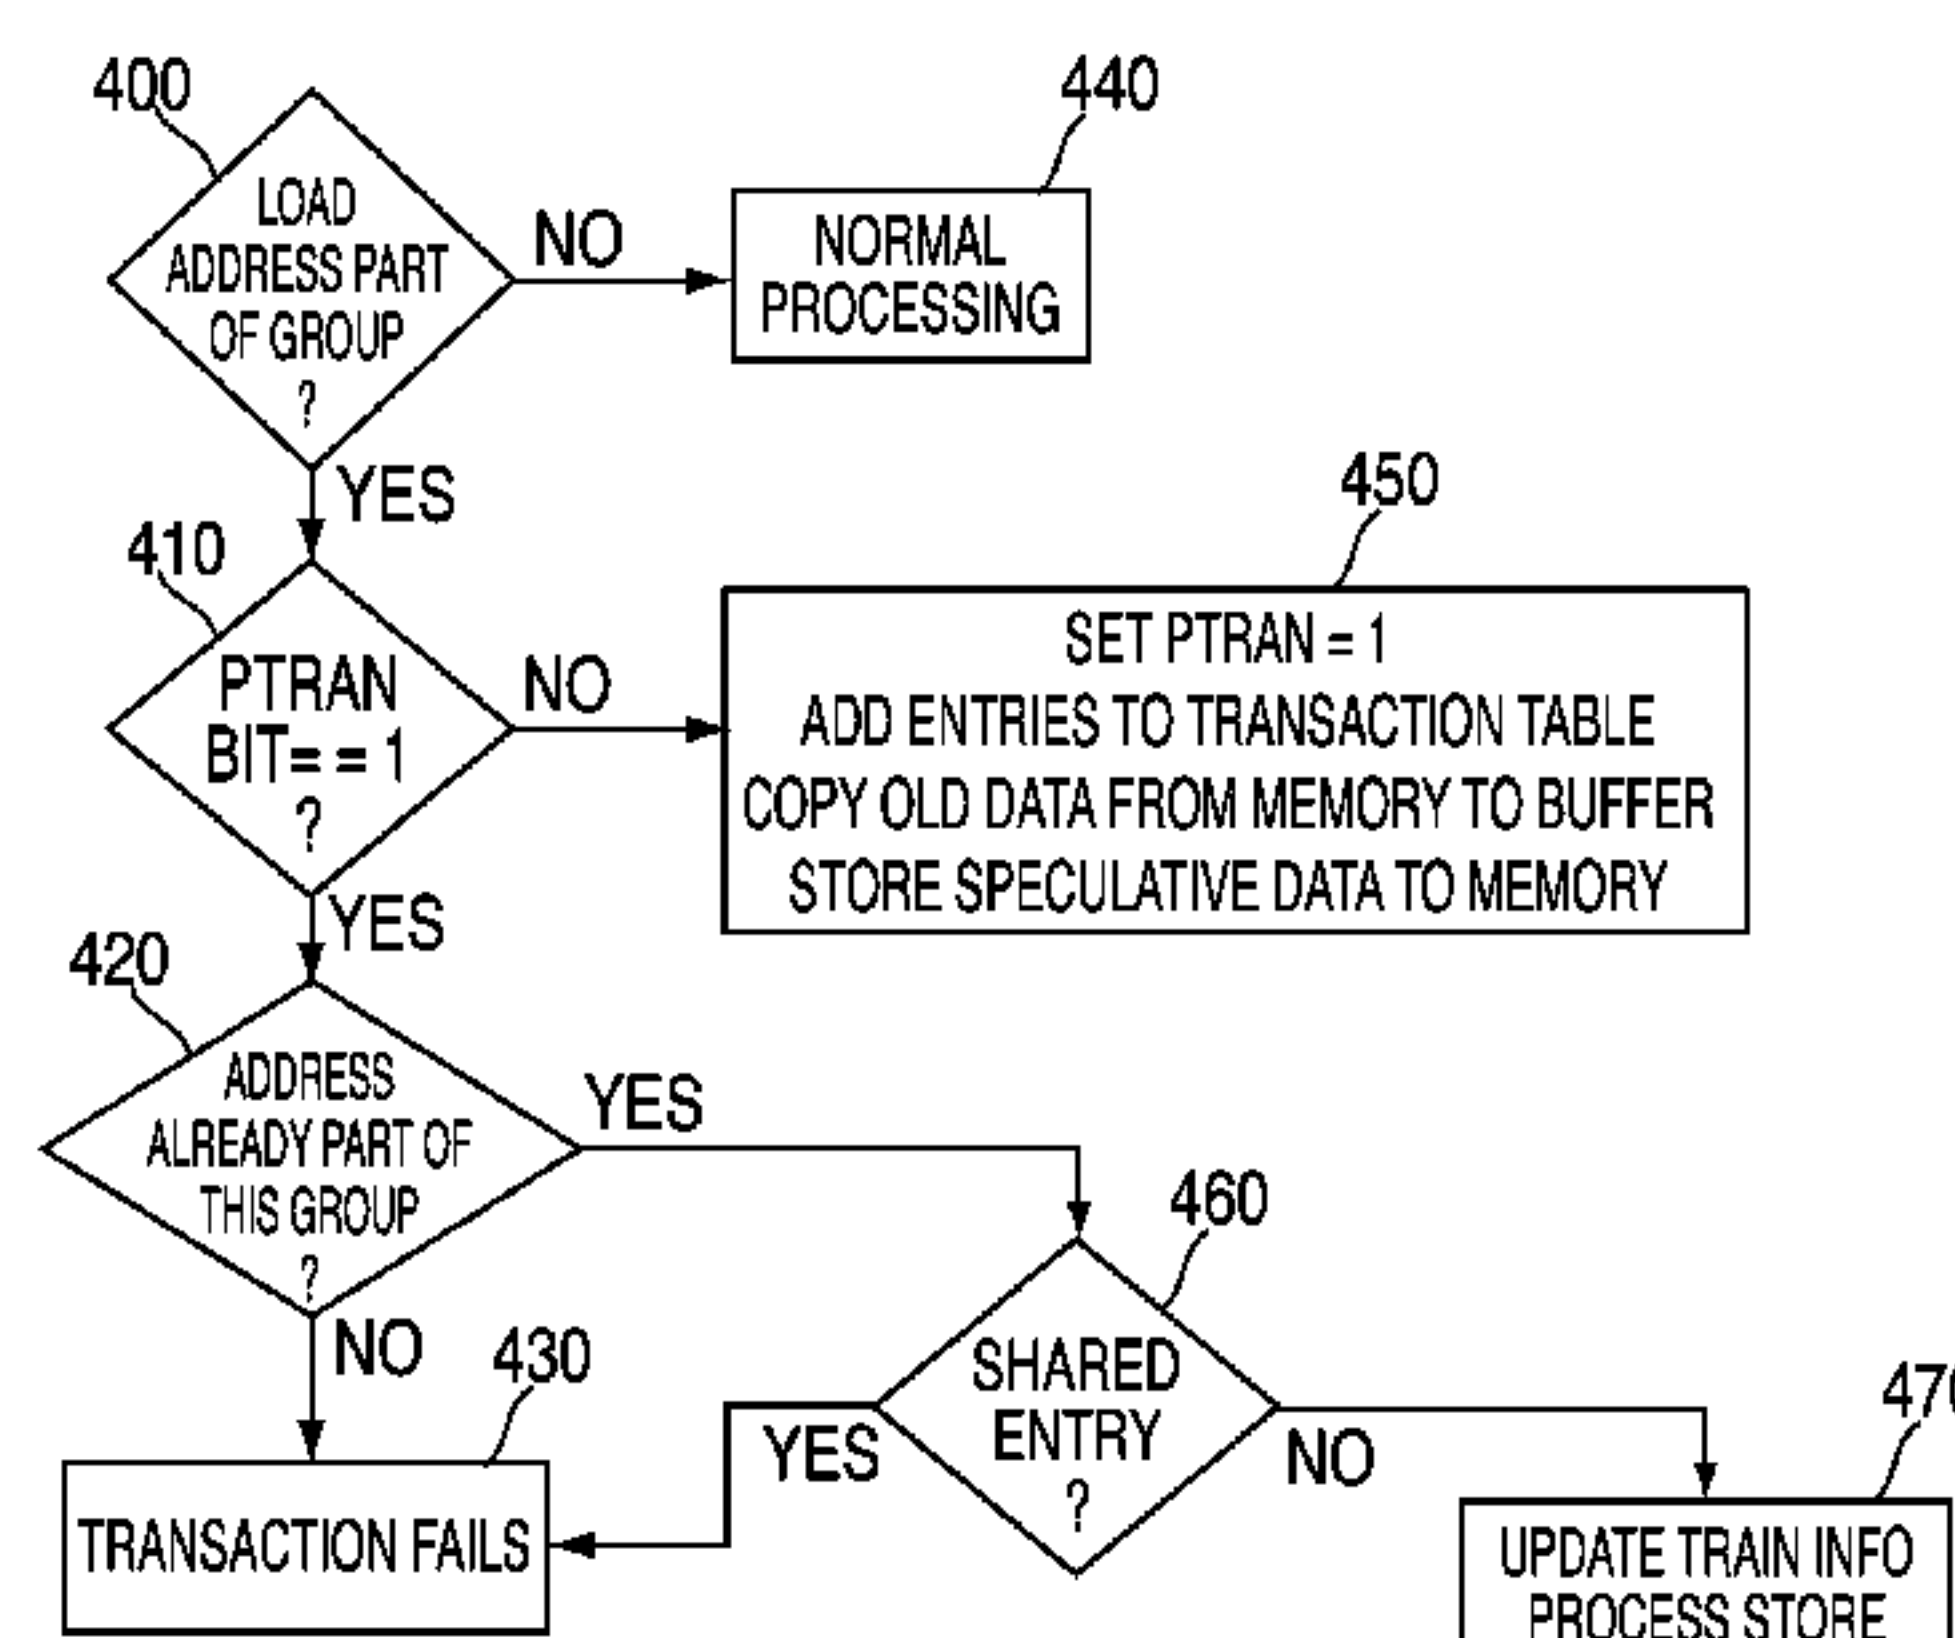 400
LOAD
ADDRESS PART
OF GROUP
?
NO
440
NORMAL
PROCESSING
YES
410
PTRAN
BIT= = 1
?
NO
450
SET PTRAN = 1
ADD ENTRIES TO TRANSACTION TABLE
COPY OLD DATA FROM MEMORY TO BUFFER
STORE SPECULATIVE DATA TO MEMORY
YES
420
ADDRESS
ALREADY PART OF
THIS GROUP
?
YES
460
SHARED
ENTRY
?
NO
430
TRANSACTION FAILS
YES
NO
470
UPDATE TRAIN INFO
PROCESS STORE